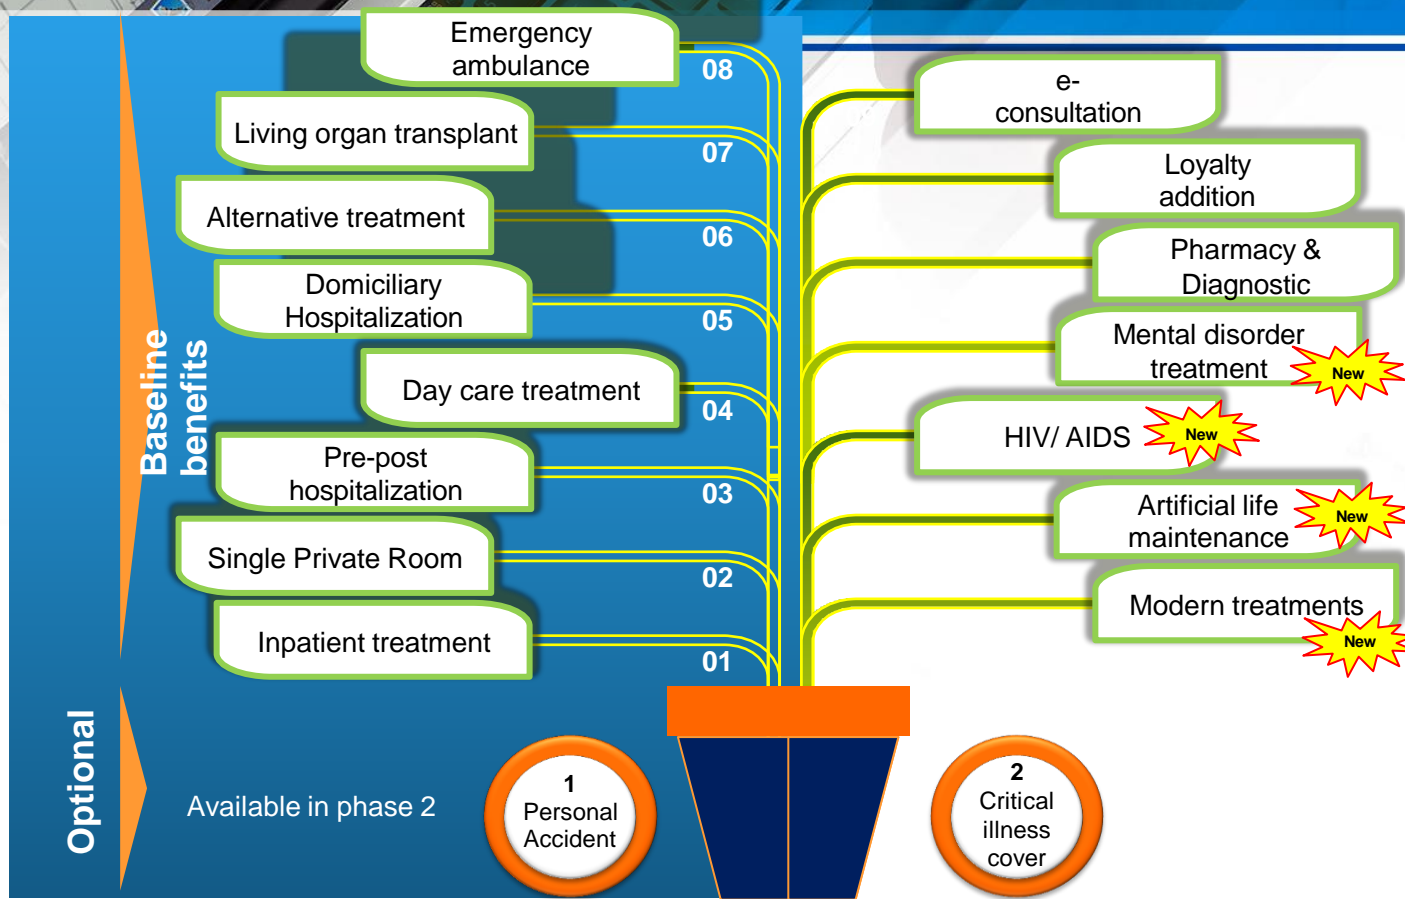 Emergency
ambulance
08
Living organ transplant
07
Alternative treatment
06
Domiciliary
Hospitalization
05
Day care treatment
04
Pre-post
hospitalization
03
Single Private Room
02
Inpatient treatment
01
Baseline
benefits
e-
consultation
Loyalty
addition
Pharmacy &
Diagnostic
Mental disorder
treatment
New
HIV/ AIDS
New
Artificial life
maintenance
New
Modern treatments
New
Optional
Available in phase 2
1
Personal
Accident
2
Critical
illness
cover